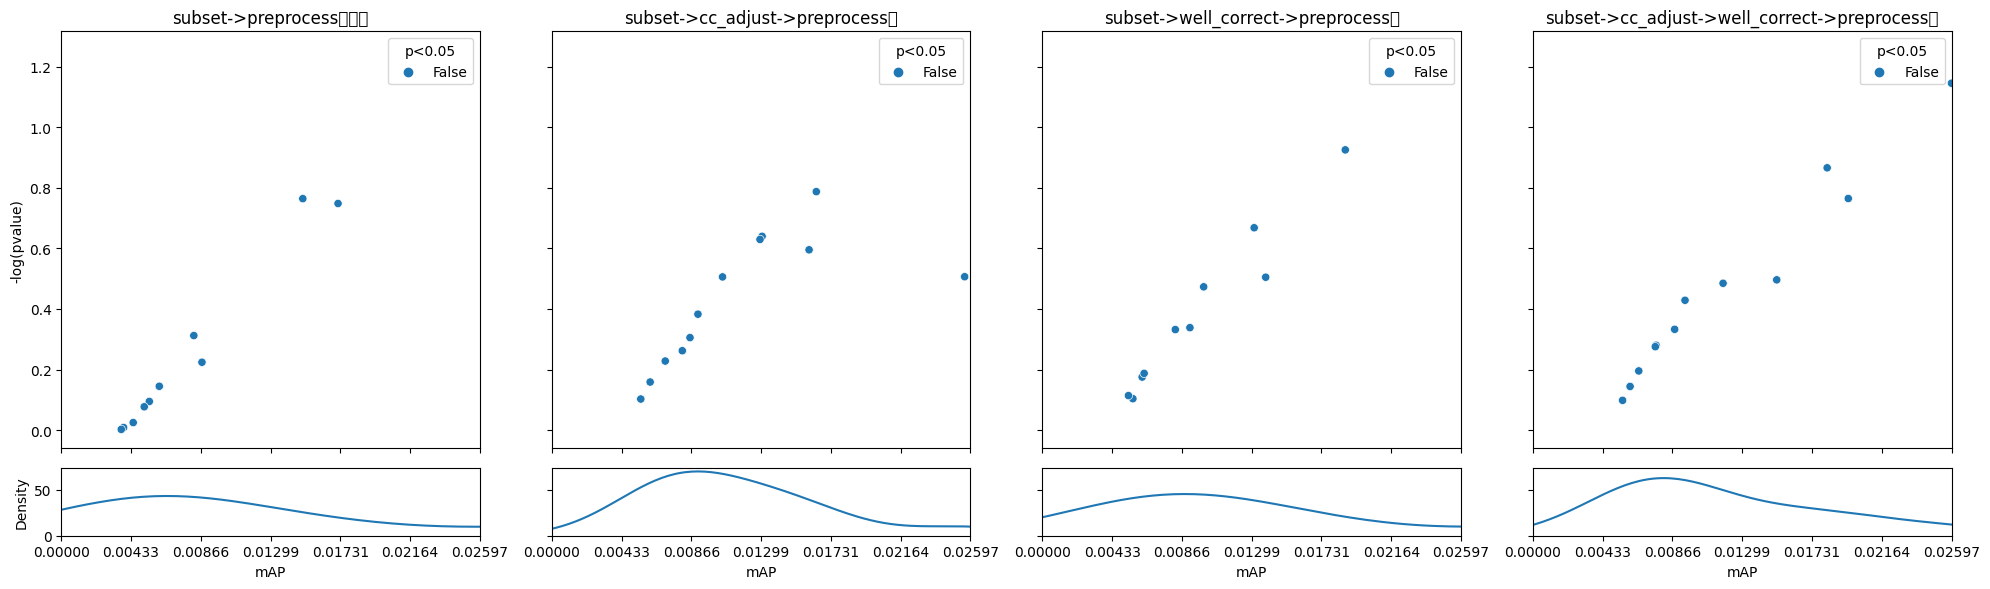 subset->preprocess
subset->cc_adjust->preprocess
subset->well_correct->preprocess
subset->cc_adjust->well_correct->preprocess
p<0.05
False
p<0.05
False
p<0.05
False
p<0.05
False
-log(pvalue)
1.2
1.0
0.8
0.6
0.4
0.2
0.0
Density
50
0
0.00000 0.00433 0.00866 0.01299 0.01731 0.02164 0.02597
mAP
0.00000 0.00433 0.00866 0.01299 0.01731 0.02164 0.02597
mAP
0.00000 0.00433 0.00866 0.01299 0.01731 0.02164 0.02597
mAP
0.00000 0.00433 0.00866 0.01299 0.01731 0.02164 0.02597
mAP